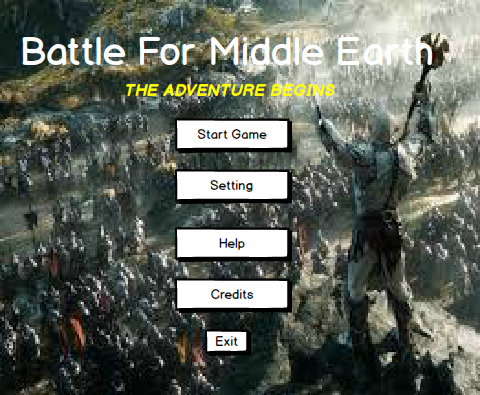 Battle For Middle Earth
THE ADVENTURE BEGINS
Start Game
Setting
Help
Credits
Exit